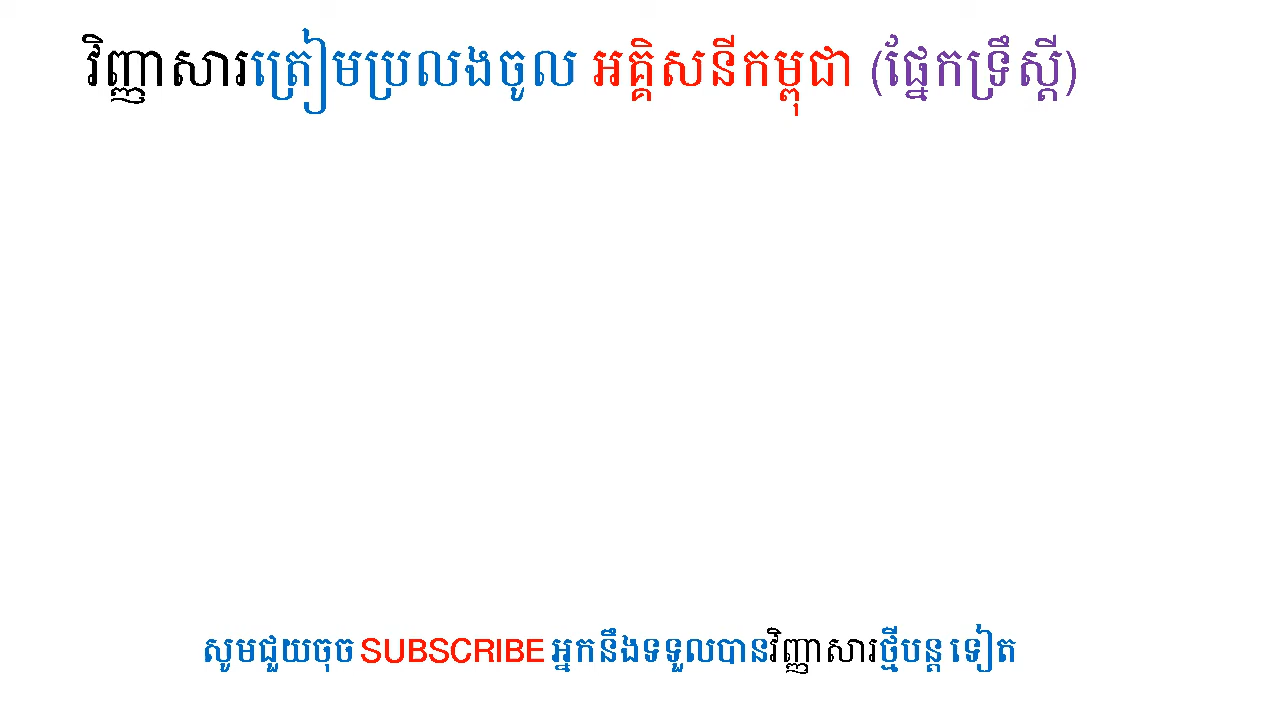 វិញ្ញាសារត្រៀមប្រលងចូល អគ្គិសនីកម្ពុជា (ផ្នែកទ្រឹស្តី)
សូមជួយចុច SUBSCRIBE អ្នកនឹងទទួលបានវិញ្ញាសារថ្មីបន្ត ទៀត